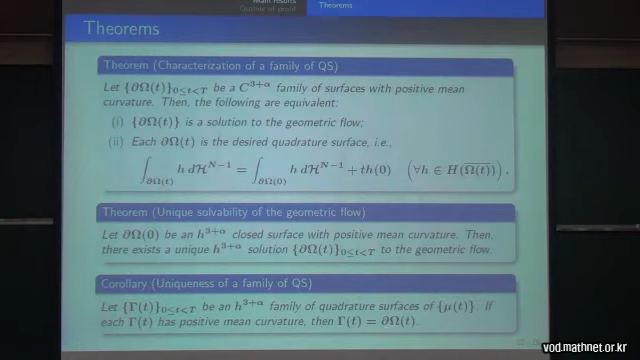 Main results
Outline of proof
Theorems
Theorems
Theorem (Characterization of a family of QS)
Let {∂Ω(t)}₀≤t<T be a C³⁺ᵅ family of surfaces with positive mean
curvature. Then, the following are equivalent:
(i) {∂Ω(t)} is a solution to the geometric flow;
(ii) Each ∂Ω(t) is the desired quadrature surface, i.e.,
∫_{∂Ω(t)} h dℋ^{N−1} = ∫_{∂Ω(0)} h dℋ^{N−1} + th(0) (∀h ∈ H(\overline{Ω(t)})).
Theorem (Unique solvability of the geometric flow)
Let ∂Ω(0) be an h³⁺ᵅ closed surface with positive mean curvature. Then,
there exists a unique h³⁺ᵅ solution {∂Ω(t)}₀≤t<T to the geometric flow.
Corollary (Uniqueness of a family of QS)
Let {Γ(t)}₀≤t<T be an h³⁺ᵅ family of quadrature surfaces of {μ(t)}. If
each Γ(t) has positive mean curvature, then Γ(t) = ∂Ω(t).
vod.mathnet.or.kr